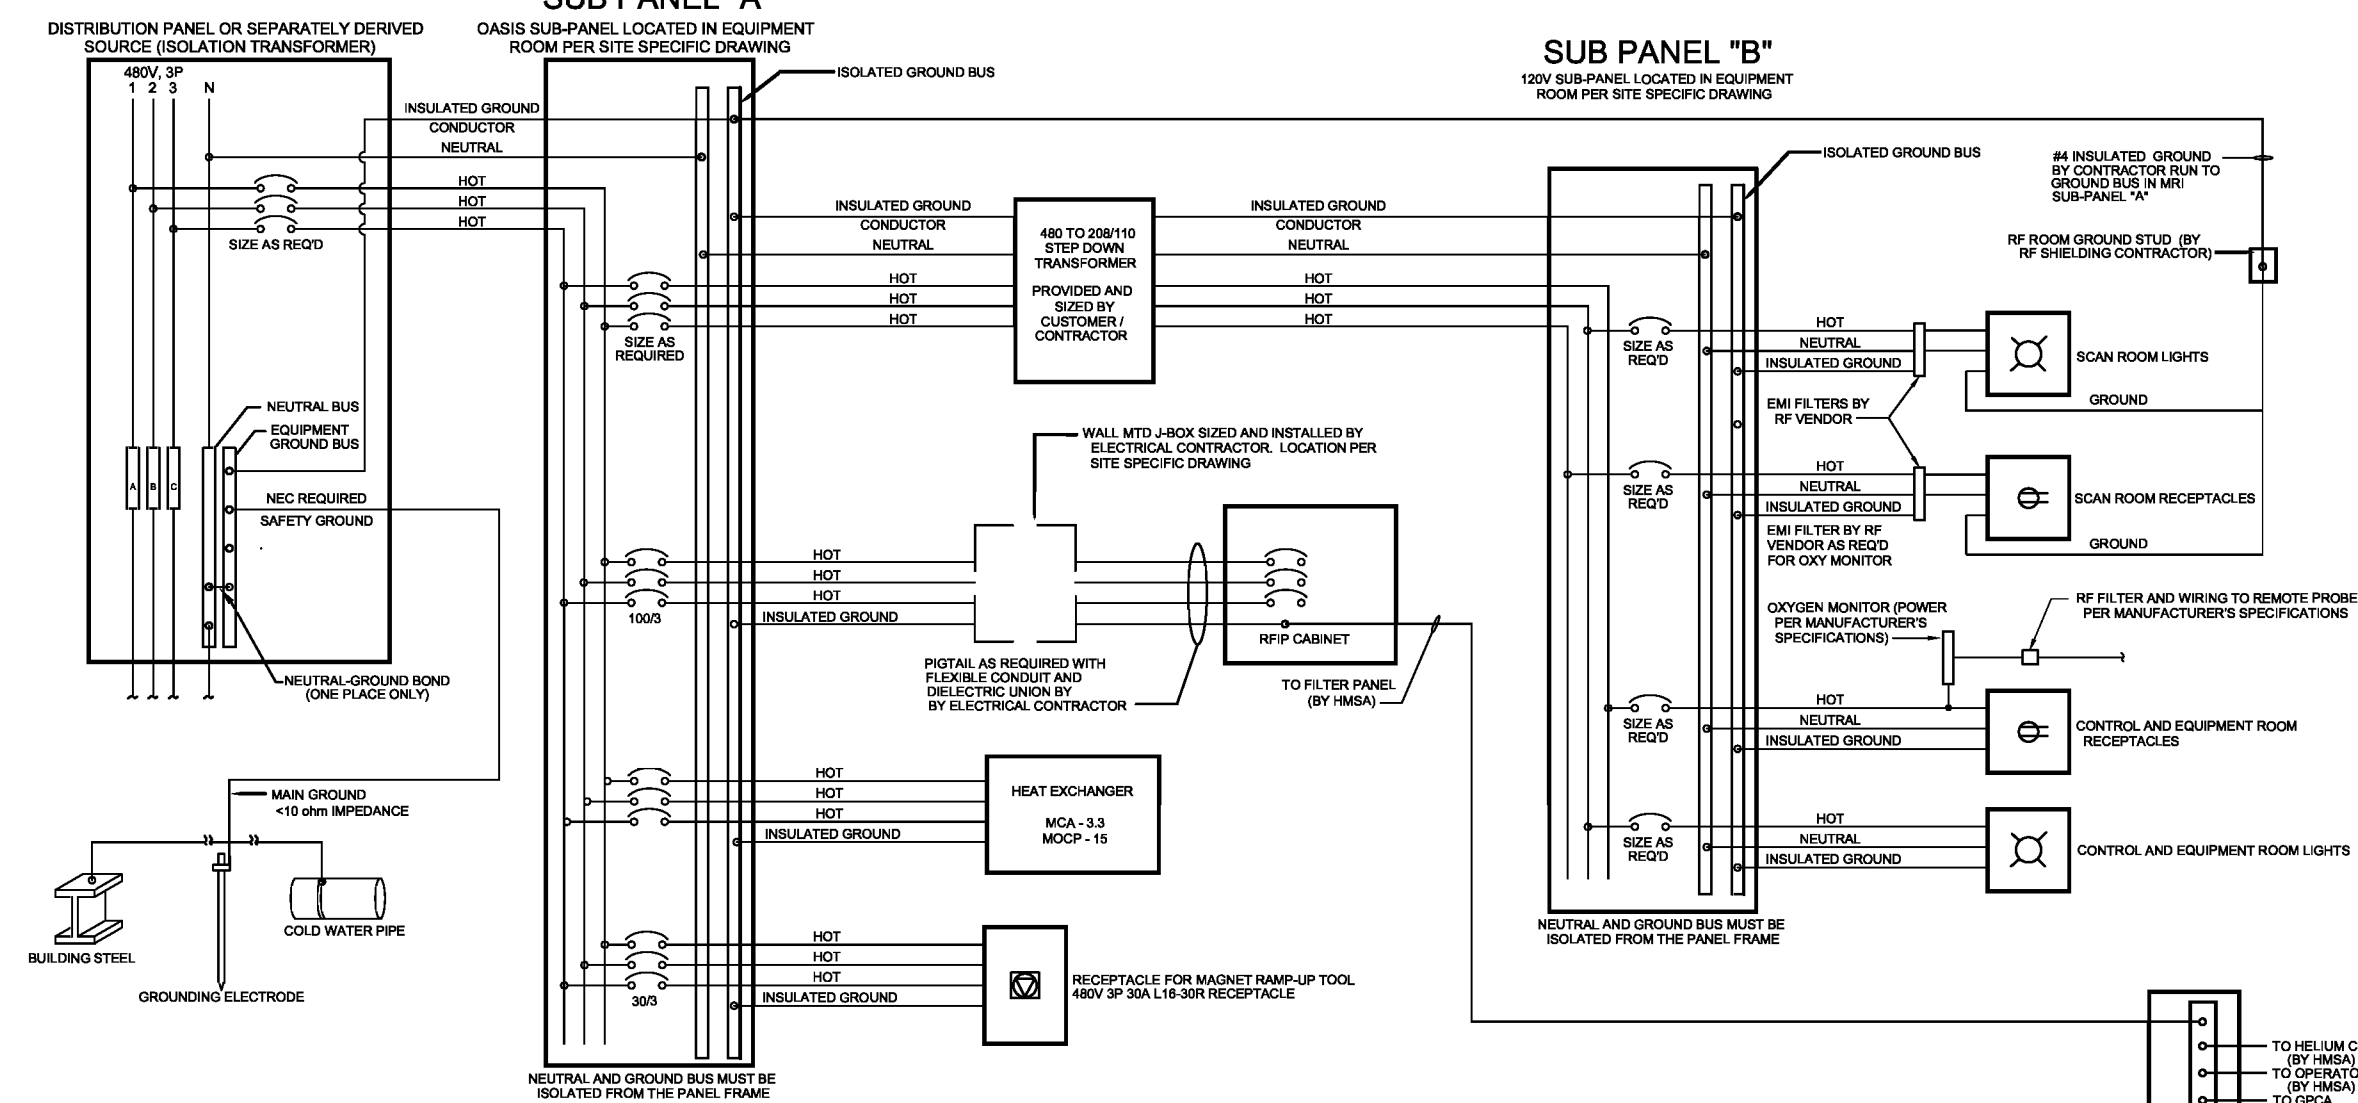 SUB PANEL "A"
DISTRIBUTION PANEL OR SEPARATELY DERIVED
SOURCE (ISOLATION TRANSFORMER)
OASIS SUB-PANEL LOCATED IN EQUIPMENT
ROOM PER SITE SPECIFIC DRAWING
SUB PANEL "B"
120V SUB-PANEL LOCATED IN EQUIPMENT
ROOM PER SITE SPECIFIC DRAWING
480V, 3P
1 2 3 N
INSULATED GROUND
CONDUCTOR
NEUTRAL
HOT
HOT
HOT
SIZE AS REQ'D
NEUTRAL BUS
EQUIPMENT
GROUND BUS
A B C
NEC REQUIRED
SAFETY GROUND
NEUTRAL-GROUND BOND
(ONE PLACE ONLY)
MAIN GROUND
<10 ohm IMPEDANCE
BUILDING STEEL
COLD WATER PIPE
GROUNDING ELECTRODE
ISOLATED GROUND BUS
INSULATED GROUND
CONDUCTOR
NEUTRAL
HOT
HOT
HOT
SIZE AS
REQUIRED
480 TO 208/110
STEP DOWN
TRANSFORMER
PROVIDED AND
SIZED BY
CUSTOMER /
CONTRACTOR
INSULATED GROUND
CONDUCTOR
NEUTRAL
HOT
HOT
HOT
WALL MTD J-BOX SIZED AND INSTALLED BY
ELECTRICAL CONTRACTOR. LOCATION PER
SITE SPECIFIC DRAWING
HOT
HOT
HOT
INSULATED GROUND
100/3
RFIP CABINET
PIGTAIL AS REQUIRED WITH
FLEXIBLE CONDUIT AND
DIELECTRIC UNION BY
BY ELECTRICAL CONTRACTOR
TO FILTER PANEL
(BY HMSA)
HOT
HOT
HOT
INSULATED GROUND
HEAT EXCHANGER
MCA - 3.3
MOCP - 15
HOT
HOT
HOT
INSULATED GROUND
30/3
RECEPTACLE FOR MAGNET RAMP-UP TOOL
480V 3P 30A L16-30R RECEPTACLE
NEUTRAL AND GROUND BUS MUST BE
ISOLATED FROM THE PANEL FRAME
ISOLATED GROUND BUS
#4 INSULATED GROUND
BY CONTRACTOR RUN TO
GROUND BUS IN MRI
SUB-PANEL "A"
RF ROOM GROUND STUD (BY
RF SHIELDING CONTRACTOR)
HOT
NEUTRAL
INSULATED GROUND
SIZE AS
REQ'D
SCAN ROOM LIGHTS
GROUND
EMI FILTERS BY
RF VENDOR
HOT
NEUTRAL
INSULATED GROUND
SIZE AS
REQ'D
SCAN ROOM RECEPTACLES
GROUND
EMI FILTER BY RF
VENDOR AS REQ'D
FOR OXY MONITOR
OXYGEN MONITOR (POWER
PER MANUFACTURER'S
SPECIFICATIONS)
RF FILTER AND WIRING TO REMOTE PROBE
PER MANUFACTURER'S SPECIFICATIONS
HOT
NEUTRAL
INSULATED GROUND
SIZE AS
REQ'D
CONTROL AND EQUIPMENT ROOM
RECEPTACLES
HOT
NEUTRAL
INSULATED GROUND
SIZE AS
REQ'D
CONTROL AND EQUIPMENT ROOM LIGHTS
NEUTRAL AND GROUND BUS MUST BE
ISOLATED FROM THE PANEL FRAME
TO HELIUM C
(BY HMSA)
TO OPERATO
(BY HMSA)
TO GPCA